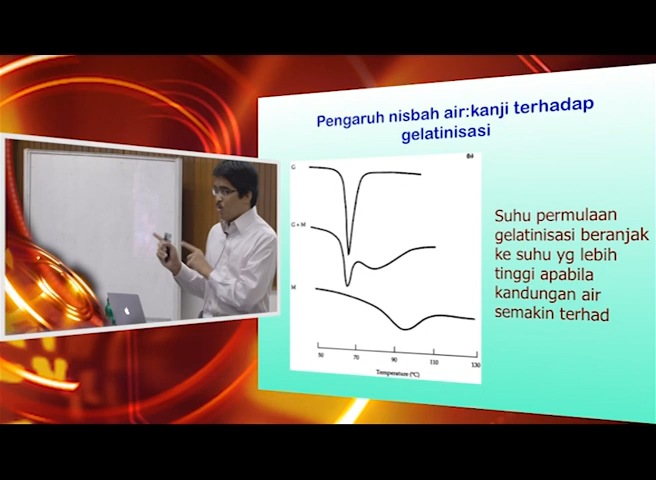 Pengaruh nisbah air:kanji terhadap
gelatinisasi
G
G + M
M
50 70 90 110 130
Temperature (°C)
Suhu permulaan
gelatinisasi beranjak
ke suhu yg lebih
tinggi apabila
kandungan air
semakin terhad